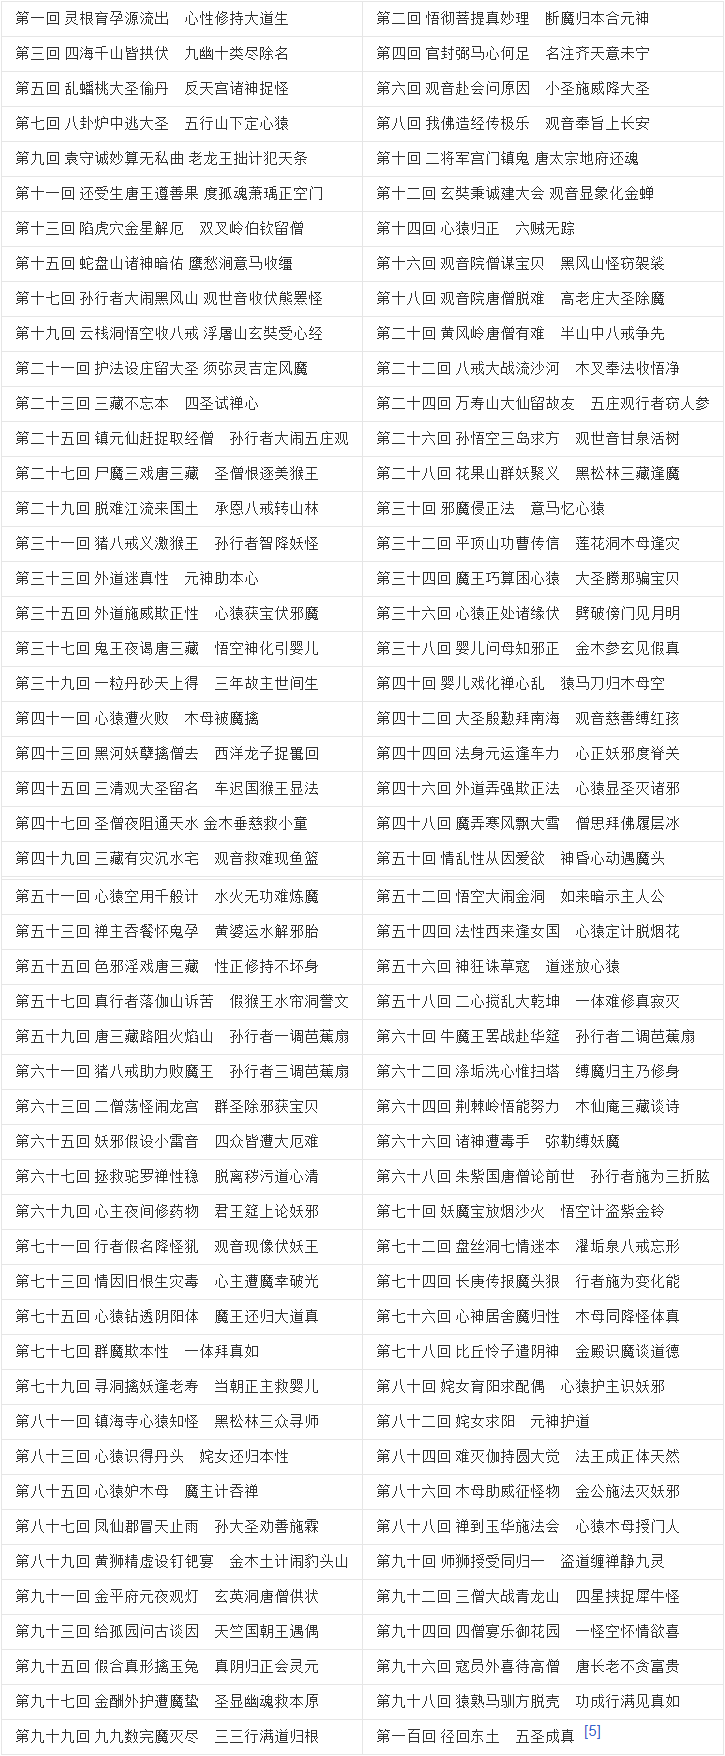 第一回 灵根育孕源流出 心性修持大道生
第二回 悟彻菩提真妙理 断魔归本合元神
第三回 四海千山皆拱伏 九幽十类尽除名
第四回 官封弼马心何足 名注齐天意未宁
第五回 乱蟠桃大圣偷丹 反天宫诸神捉怪
第六回 观音赴会问原因 小圣施威降大圣
第七回 八卦炉中逃大圣 五行山下定心猿
第八回 我佛造经传极乐 观音奉旨上长安
第九回 袁守诚妙算无私曲 老龙王拙计犯天条
第十回 二将军宫门镇鬼 唐太宗地府还魂
第十一回 还受生唐王遵善果 度孤魂萧瑀正空门
第十二回 玄奘秉诚建大会 观音显象化金蝉
第十三回 陷虎穴金星解厄 双叉岭伯钦留僧
第十四回 心猿归正 六贼无踪
第十五回 蛇盘山诸神暗佑 鹰愁涧意马收缰
第十六回 观音院僧谋宝贝 黑风山怪窃袈裟
第十七回 孙行者大闹黑风山 观世音收伏熊罴怪
第十八回 观音院唐僧脱难 高老庄大圣除魔
第十九回 云栈洞悟空收八戒 浮屠山玄奘受心经
第二十回 黄风岭唐僧有难 半山中八戒争先
第二十一回 护法设庄留大圣 须弥灵吉定风魔
第二十二回 八戒大战流沙河 木叉奉法收悟净
第二十三回 三藏不忘本 四圣试禅心
第二十四回 万寿山大仙留故友 五庄观行者窃人参
第二十五回 镇元仙赶捉取经僧 孙行者大闹五庄观
第二十六回 孙悟空三岛求方 观世音甘泉活树
第二十七回 尸魔三戏唐三藏 圣僧恨逐美猴王
第二十八回 花果山群妖聚义 黑松林三藏逢魔
第二十九回 脱难江流来国土 承恩八戒转山林
第三十回 邪魔侵正法 意马忆心猿
第三十一回 猪八戒义激猴王 孙行者智降妖怪
第三十二回 平顶山功曹传信 莲花洞木母逢灾
第三十三回 外道迷真性 元神助本心
第三十四回 魔王巧算困心猿 大圣腾那骗宝贝
第三十五回 外道施威欺正性 心猿获宝伏邪魔
第三十六回 心猿正处诸缘伏 劈破傍门见月明
第三十七回 鬼王夜谒唐三藏 悟空神化引婴儿
第三十八回 婴儿问母知邪正 金木参玄见假真
第三十九回 一粒丹砂天上得 三年故主世间生
第四十回 婴儿戏化禅心乱 猿马刀归木母空
第四十一回 心猿遭火败 木母被魔擒
第四十二回 大圣殷勤拜南海 观音慈善缚红孩
第四十三回 黑河妖孽擒僧去 西洋龙子捉鼍回
第四十四回 法身元运逢车力 心正妖邪度脊关
第四十五回 三清观大圣留名 车迟国猴王显法
第四十六回 外道弄强欺正法 心猿显圣灭诸邪
第四十七回 圣僧夜阻通天水 金木垂慈救小童
第四十八回 魔弄寒风飘大雪 僧思拜佛履层冰
第四十九回 三藏有灾沉水宅 观音救难现鱼篮
第五十回 情乱性从因爱欲 神昏心动遇魔头
第五十一回 心猿空用千般计 水火无功难炼魔
第五十二回 悟空大闹金洞 如来暗示主人公
第五十三回 禅主吞餐怀鬼孕 黄婆运水解邪胎
第五十四回 法性西来逢女国 心猿定计脱烟花
第五十五回 色邪淫戏唐三藏 性正修持不坏身
第五十六回 神狂诛草寇 道迷放心猿
第五十七回 真行者落伽山诉苦 假猴王水帘洞誊文
第五十八回 二心搅乱大乾坤 一体难修真寂灭
第五十九回 唐三藏路阻火焰山 孙行者一调芭蕉扇
第六十回 牛魔王罢战赴华筵 孙行者二调芭蕉扇
第六十一回 猪八戒助力败魔王 孙行者三调芭蕉扇
第六十二回 涤垢洗心惟扫塔 缚魔归主乃修身
第六十三回 二僧荡怪闹龙宫 群圣除邪获宝贝
第六十四回 荆棘岭悟能努力 木仙庵三藏谈诗
第六十五回 妖邪假设小雷音 四众皆遭大厄难
第六十六回 诸神遭毒手 弥勒缚妖魔
第六十七回 拯救驼罗禅性稳 脱离秽污道心清
第六十八回 朱紫国唐僧论前世 孙行者施为三折肱
第六十九回 心主夜间修药物 君王筵上论妖邪
第七十回 妖魔宝放烟沙火 悟空计盗紫金铃
第七十一回 行者假名降怪犼 观音现像伏妖王
第七十二回 盘丝洞七情迷本 濯垢泉八戒忘形
第七十三回 情因旧恨生灾毒 心主遭魔幸破光
第七十四回 长庚传报魔头狠 行者施为变化能
第七十五回 心猿钻透阴阳体 魔王还归大道真
第七十六回 心神居舍魔归性 木母同降怪体真
第七十七回 群魔欺本性 一体拜真如
第七十八回 比丘怜子遣阴神 金殿识魔谈道德
第七十九回 寻洞擒妖逢老寿 当朝正主救婴儿
第八十回 姹女育阳求配偶 心猿护主识妖邪
第八十一回 镇海寺心猿知怪 黑松林三众寻师
第八十二回 姹女求阳 元神护道
第八十三回 心猿识得丹头 姹女还归本性
第八十四回 难灭伽持圆大觉 法王成正体天然
第八十五回 心猿妒木母 魔主计吞禅
第八十六回 木母助威征怪物 金公施法灭妖邪
第八十七回 凤仙郡冒天止雨 孙大圣劝善施霖
第八十八回 禅到玉华施法会 心猿木母授门人
第八十九回 黄狮精虚设钉钯宴 金木土计闹豹头山
第九十回 师狮授受同归一 盗道缠禅静九灵
第九十一回 金平府元夜观灯 玄英洞唐僧供状
第九十二回 三僧大战青龙山 四星挟捉犀牛怪
第九十三回 给孤园问古谈因 天竺国朝王遇偶
第九十四回 四僧宴乐御花园 一怪空怀情欲喜
第九十五回 假合真形擒玉兔 真阴归正会灵元
第九十六回 寇员外喜待高僧 唐长老不贪富贵
第九十七回 金酬外护遭魔蛰 圣显幽魂救本原
第九十八回 猿熟马驯方脱壳 功成行满见真如
第九十九回 九九数完魔灭尽 三三行满道归根
第一百回 径回东土 五圣成真 [5]